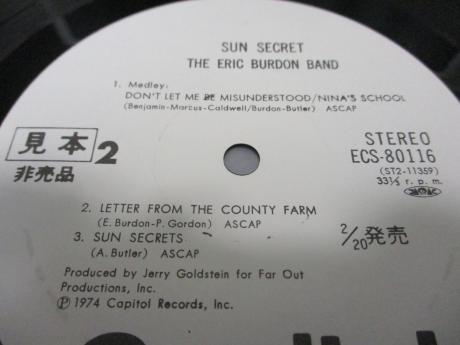 SUN SECRET
THE ERIC BURDON BAND
1. Medley:
DON'T LET ME BE MISUNDERSTOOD/NINA'S SCHOOL
(Benjamin-Marcus-Caldwell/Burdon-Butler) ASCAP
見本 2
非売品
STEREO
ECS-80116
(ST2-11359)
33⅓ r. p. m.
2. LETTER FROM THE COUNTY FARM
(E. Burdon-P. Gordon) ASCAP
3. SUN SECRETS
(A. Butler) ASCAP
2/20発売
Produced by Jerry Goldstein for Far Out
Productions, Inc.
Ⓟ1974 Capitol Records, Inc.